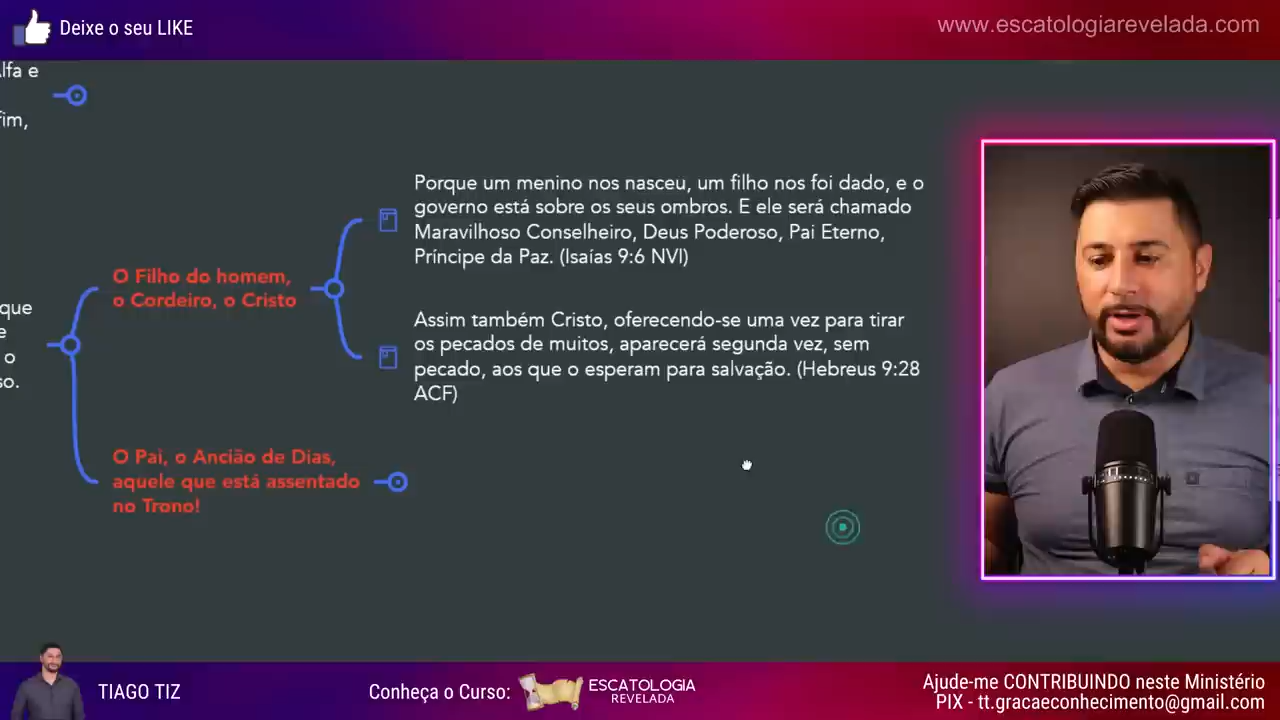 Deixe o seu LIKE
www.escatologiarevelada.com
lfa e
fim,
Porque um menino nos nasceu, um filho nos foi dado, e o
governo está sobre os seus ombros. E ele será chamado
Maravilhoso Conselheiro, Deus Poderoso, Pai Eterno,
Príncipe da Paz. (Isaías 9:6 NVI)
O Filho do homem,
o Cordeiro, o Cristo
que
e
o
so.
Assim também Cristo, oferecendo-se uma vez para tirar
os pecados de muitos, aparecerá segunda vez, sem
pecado, aos que o esperam para salvação. (Hebreus 9:28
ACF)
O Pai, o Ancião de Dias,
aquele que está assentado
no Trono!
TIAGO TIZ
Conheça o Curso:
ESCATOLOGIA
REVELADA
Ajude-me CONTRIBUINDO neste Ministério
PIX - tt.gracaeconhecimento@gmail.com